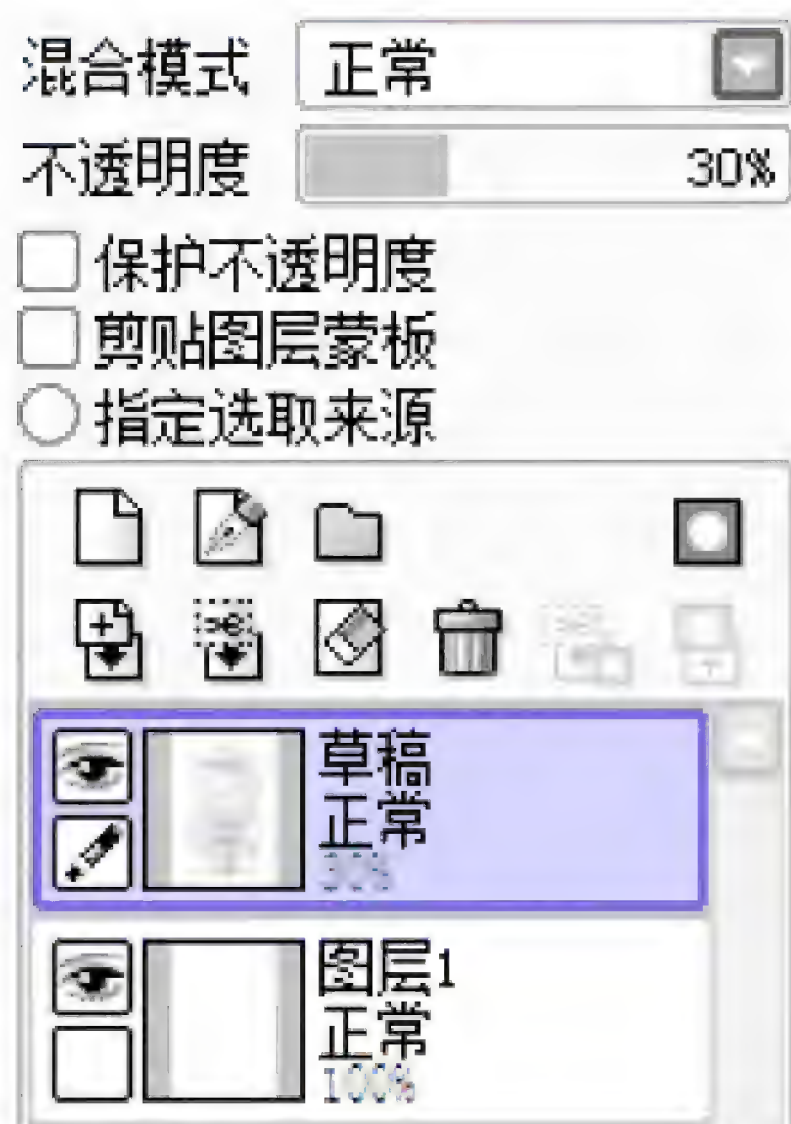 混合模式 正常
不透明度 30%
保护不透明度
剪贴图层蒙板
指定选取来源
草稿
正常
30%
图层1
正常
100%